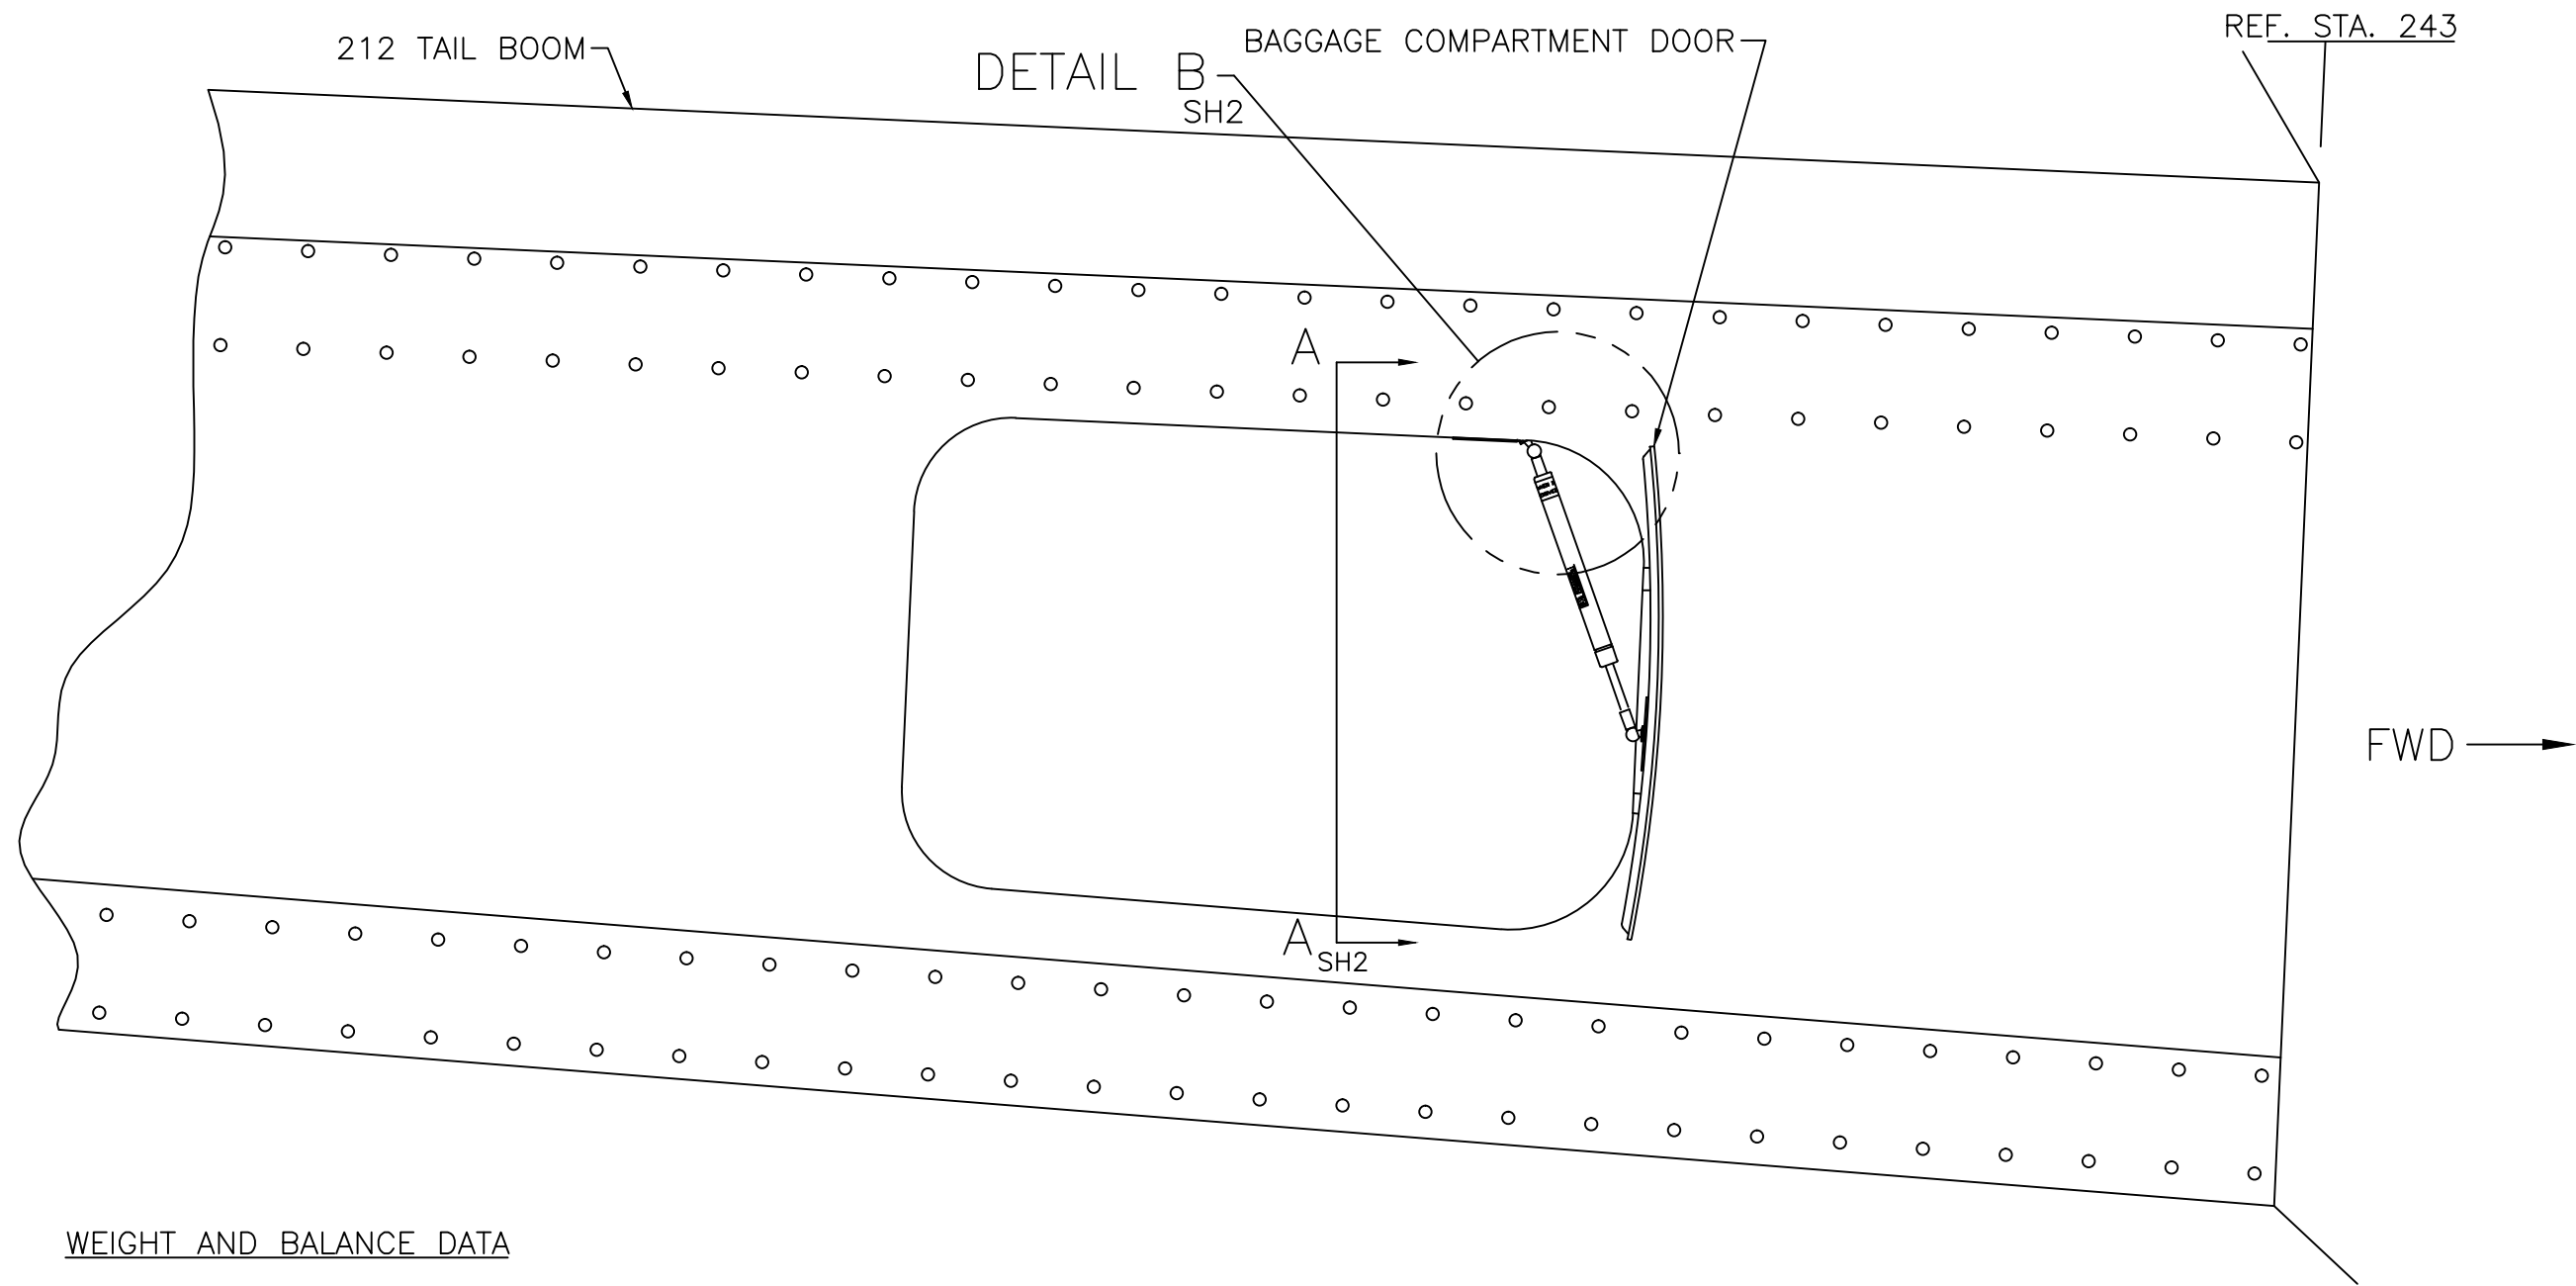 212 TAIL BOOM
DETAIL B
SH2
BAGGAGE COMPARTMENT DOOR
REF. STA. 243
A
FWD
A
SH2
WEIGHT AND BALANCE DATA